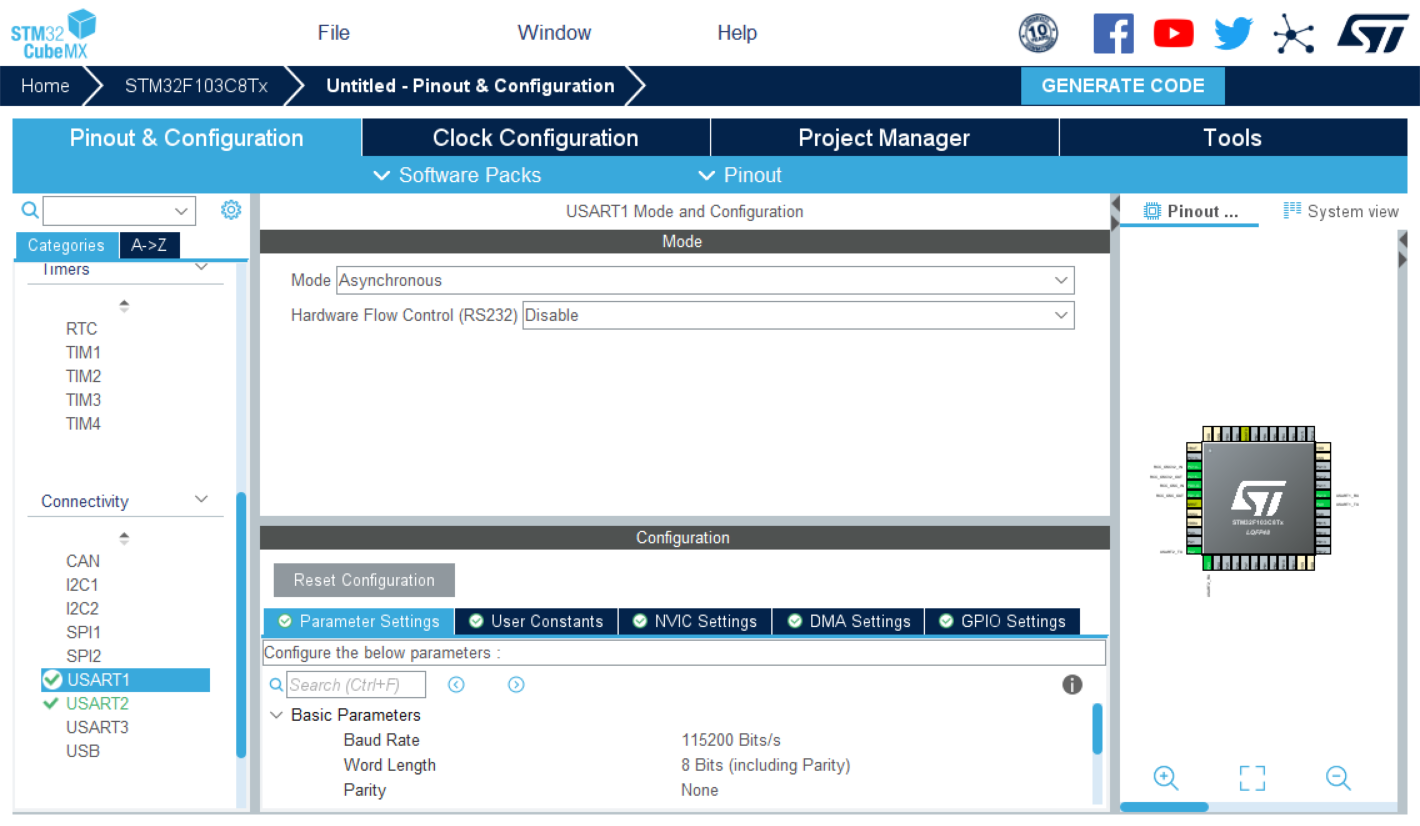 STM32
CubeMX
File
Window
Help
10
Home
STM32F103C8Tx
Untitled - Pinout & Configuration
GENERATE CODE
Pinout & Configuration
Clock Configuration
Project Manager
Tools
Software Packs
Pinout
Categories
A->Z
Timers
RTC
TIM1
TIM2
TIM3
TIM4
Connectivity
CAN
I2C1
I2C2
SPI1
SPI2
USART1
USART2
USART3
USB
USART1 Mode and Configuration
Mode
Mode Asynchronous
Hardware Flow Control (RS232) Disable
Configuration
Reset Configuration
Parameter Settings
User Constants
NVIC Settings
DMA Settings
GPIO Settings
Configure the below parameters :
Search (Ctrl+F)
Basic Parameters
Baud Rate 115200 Bits/s
Word Length 8 Bits (including Parity)
Parity None
Pinout ...
System view
STM32F103C8Tx
LQFP48
USART1_RX
USART1_TX
USART2_TX